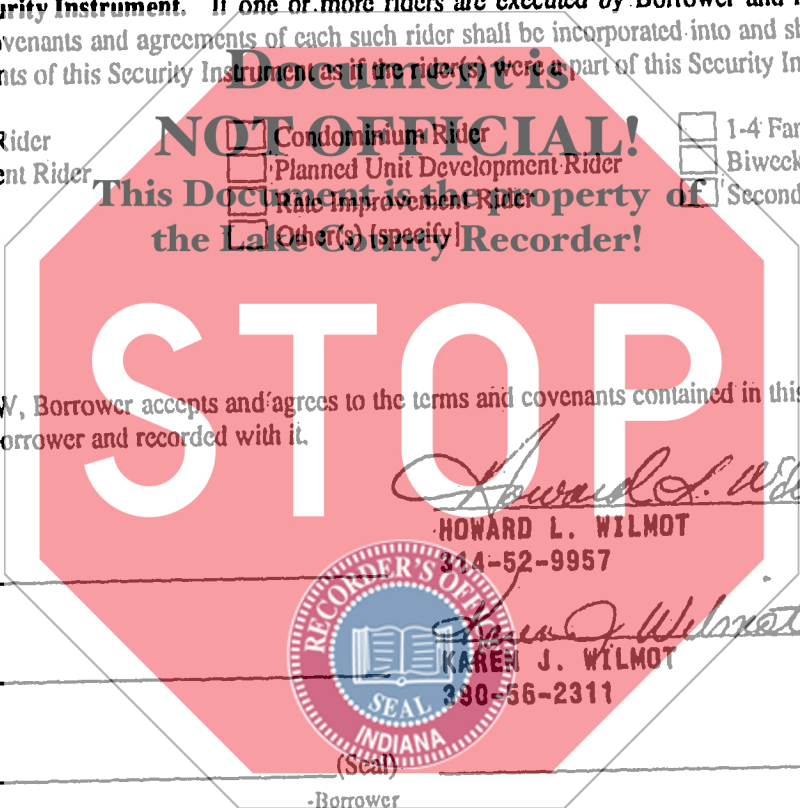 urity Instrument. If one or more riders are executed by Borrower and
venants and agreements of each such rider shall be incorporated into and sh
nts of this Security Instrument as if the rider(s) were a part of this Security In
Document is
NOT OFFICIAL!
This Document is the property of
the Lake County Recorder!
Rider Condominium Rider 1-4 Fam
ent Rider Planned Unit Development Rider Biweek
Rate Improvement Rider Second
Other(s) [specify]
STOP
W, Borrower accepts and agrees to the terms and covenants contained in this
orrower and recorded with it.
Howard L.
HOWARD L. WILMOT
Karen J Wilmot
KAREN J. WILMOT
RECORDER'S OFFICE
SEAL
INDIANA
(Seal)
-Borrower